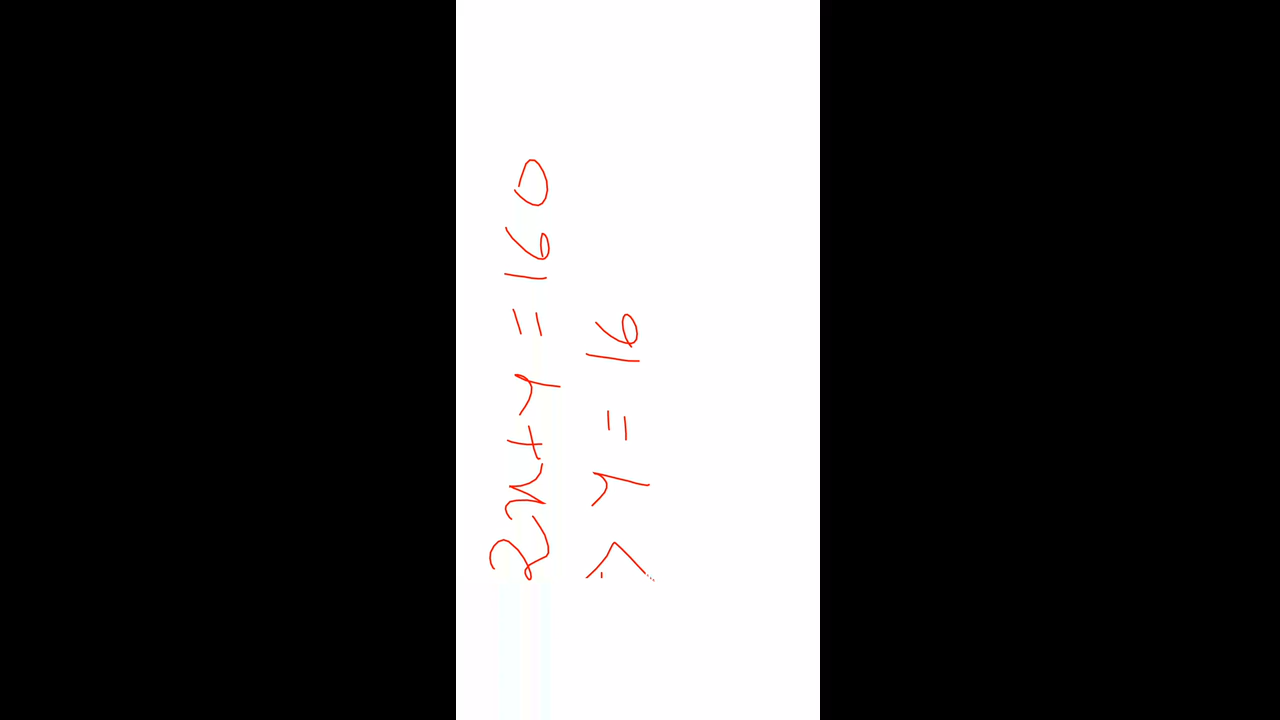 2x+y = 160
> y = 16